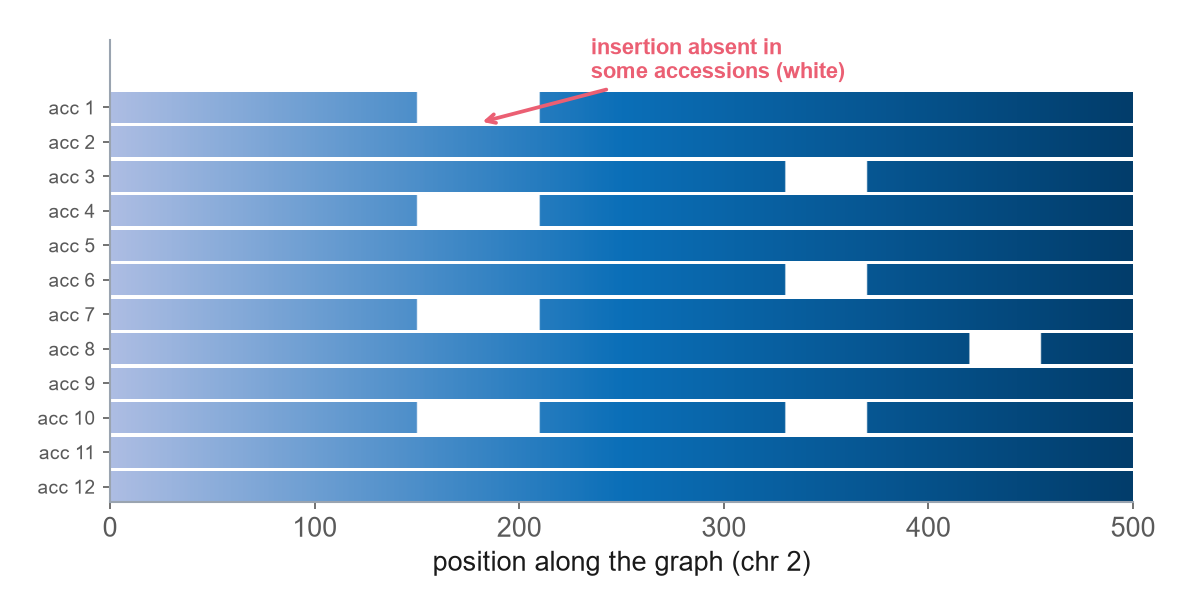 insertion absent in
some accessions (white)
acc 1
acc 2
acc 3
acc 4
acc 5
acc 6
acc 7
acc 8
acc 9
acc 10
acc 11
acc 12
0 100 200 300 400 500
position along the graph (chr 2)